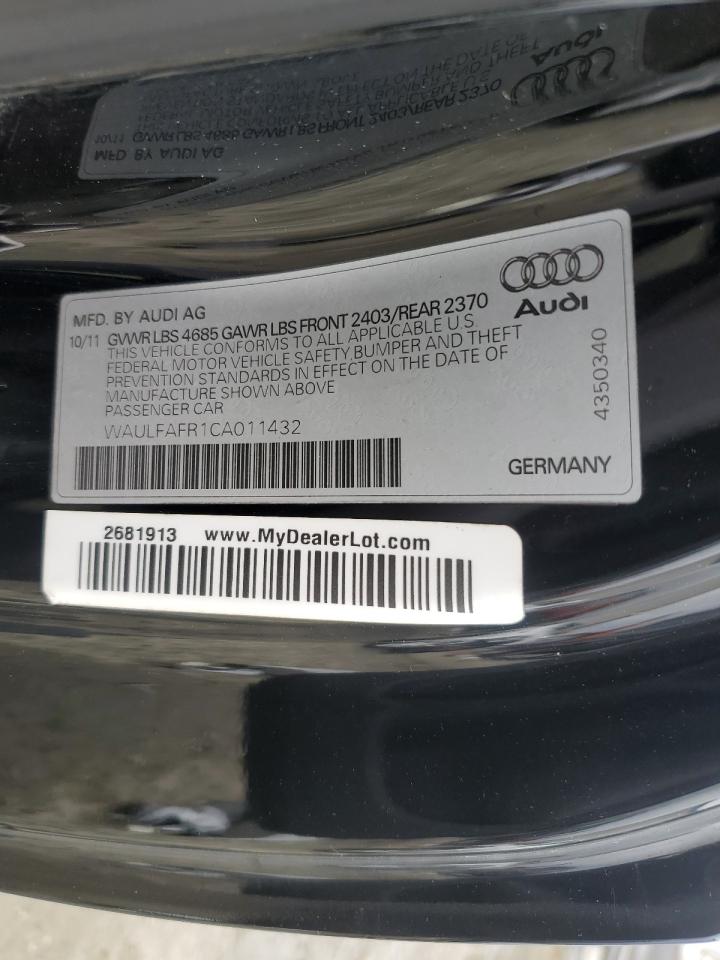 MFD. BY AUDI AG
10/11 GVWR LBS 4685 GAWR LBS FRONT 2403/REAR 2370
THIS VEHICLE CONFORMS TO ALL APPLICABLE U.S.
FEDERAL MOTOR VEHICLE SAFETY,BUMPER AND THEFT
PREVENTION STANDARDS IN EFFECT ON THE DATE OF
MANUFACTURE SHOWN ABOVE
PASSENGER CAR
WAULFAFR1CA011432
Audi
4350340
GERMANY
2681913 www.MyDealerLot.com